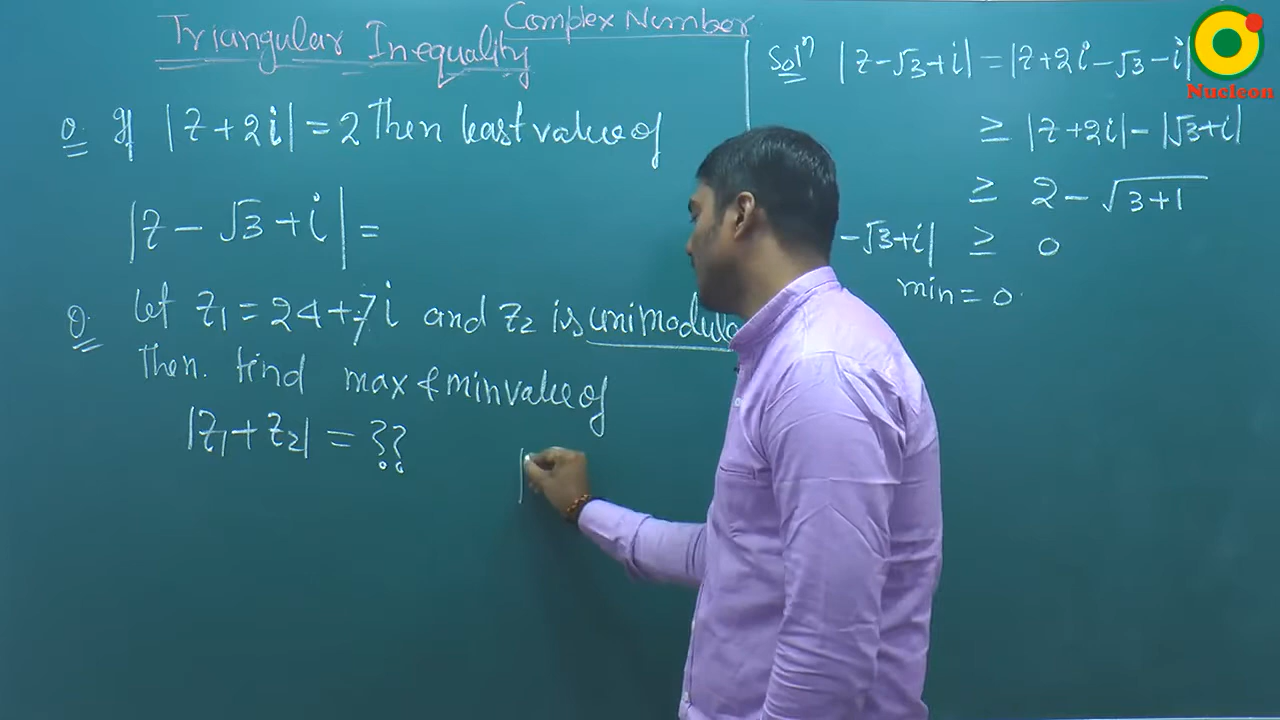 Complex Number
Triangular Inequality
Q. If |z + 2i| = 2 Then least value of
|z - √3 + i| =
Q. Let z₁ = 24 + 7i and z₂ is unimodula
Then. find max & min value of
|z₁ + z₂| = ??
Solⁿ |z - √3 + i| = |z + 2i - √3 - i|
≥ |z + 2i| - |√3 + i|
≥ 2 - √3+1
- √3 + i| ≥ 0
min = 0.
Nucleon